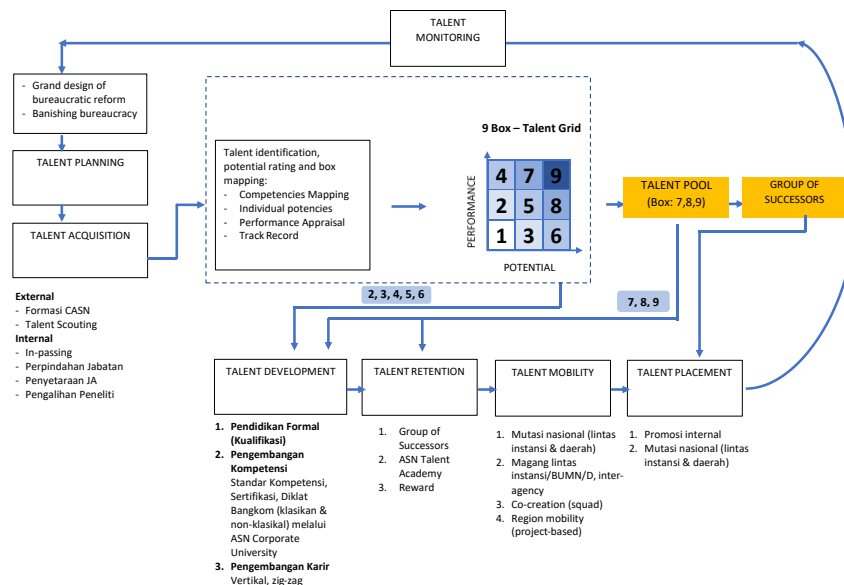 TALENT
MONITORING
- Grand design of
bureaucratic reform
- Banishing bureaucracy
TALENT PLANNING
TALENT ACQUISITION
External
- Formasi CASN
- Talent Scouting
Internal
- In-passing
- Perpindahan Jabatan
- Penyetaraan JA
- Pengalihan Peneliti
Talent identification,
potential rating and box
mapping:
- Competencies Mapping
- Individual potencies
- Performance Appraisal
- Track Record
9 Box – Talent Grid
PERFORMANCE
4 7 9
2 5 8
1 3 6
POTENTIAL
TALENT POOL
(Box: 7,8,9)
GROUP OF
SUCCESSORS
2, 3, 4, 5, 6
7, 8, 9
TALENT DEVELOPMENT
1. Pendidikan Formal
(Kualifikasi)
2. Pengembangan
Kompetensi
Standar Kompetensi,
Sertifikasi, Diklat
Bangkom (klasikan &
non-klasikal) melalui
ASN Corporate
University
3. Pengembangan Karir
Vertikal, zig-zag
TALENT RETENTION
1. Group of
Successors
2. ASN Talent
Academy
3. Reward
TALENT MOBILITY
1. Mutasi nasional (lintas
instansi & daerah)
2. Magang lintas
instansi/BUMN/D, inter-
agency
3. Co-creation (squad)
4. Region mobility
(project-based)
TALENT PLACEMENT
1. Promosi internal
2. Mutasi nasional (lintas
instansi & daerah)